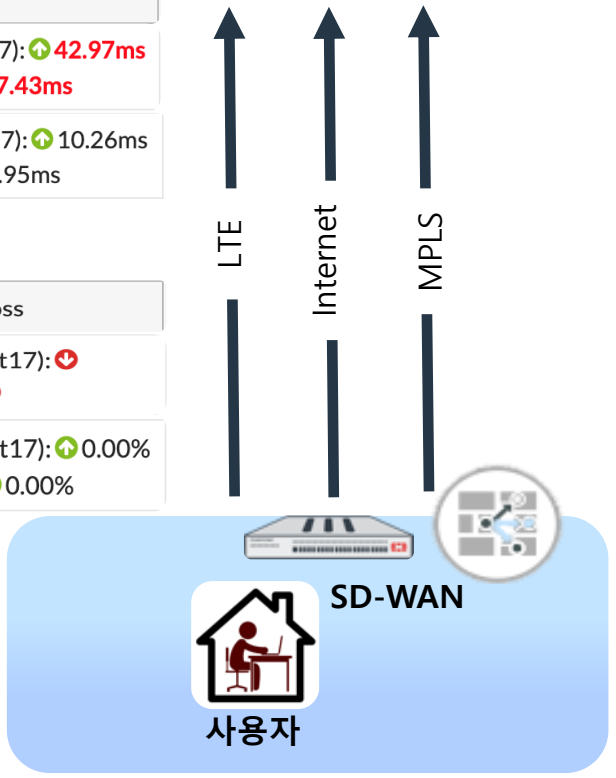 7): 42.97ms
7.43ms
7): 10.26ms
.95ms
oss
t17):
t17): 0.00%
0.00%
LTE
Internet
MPLS
SD-WAN
사용자